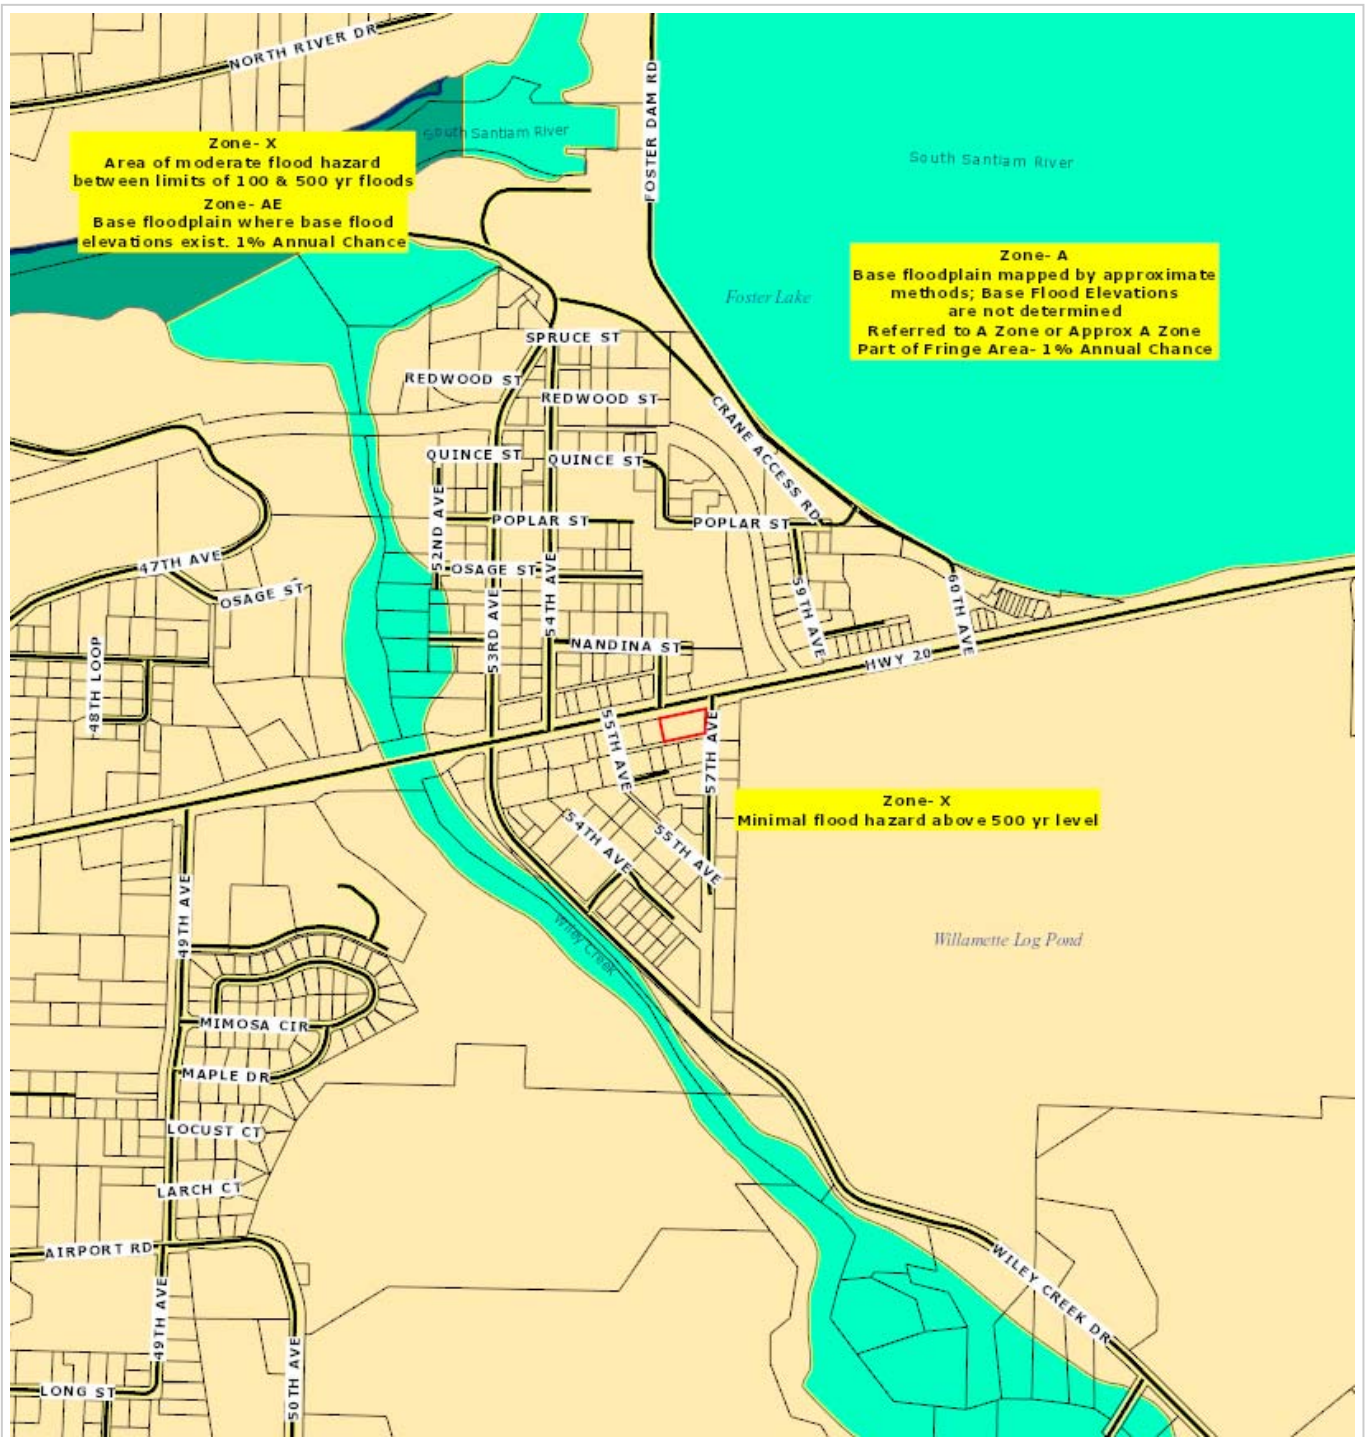 NORTH RIVER DR
FOSTER DAM RD
South Santiam River
South Santiam River
Zone- X
Area of moderate flood hazard
between limits of 100 & 500 yr floods
Zone- AE
Base floodplain where base flood
elevations exist. 1% Annual Chance
Zone- A
Base floodplain mapped by approximate
methods; Base Flood Elevations
are not determined
Referred to A Zone or Approx A Zone
Part of Fringe Area- 1% Annual Chance
Foster Lake
SPRUCE ST
REDWOOD ST
REDWOOD ST
CRANE ACCESS RD
QUINCE ST
QUINCE ST
52ND AVE
POPLAR ST
POPLAR ST
47TH AVE
OSAGE ST
54TH AVE
OSAGE ST
59TH AVE
60TH AVE
53RD AVE
NANDINA ST
HWY 20
48TH LOOP
55TH AVE
57TH AVE
Zone- X
Minimal flood hazard above 500 yr level
54TH AVE
55TH AVE
49TH AVE
Wiley Creek
Willamette Log Pond
MIMOSA CIR
MAPLE DR
LOCUST CT
LARCH CT
AIRPORT RD
WILEY CREEK DR
49TH AVE
50TH AVE
LONG ST